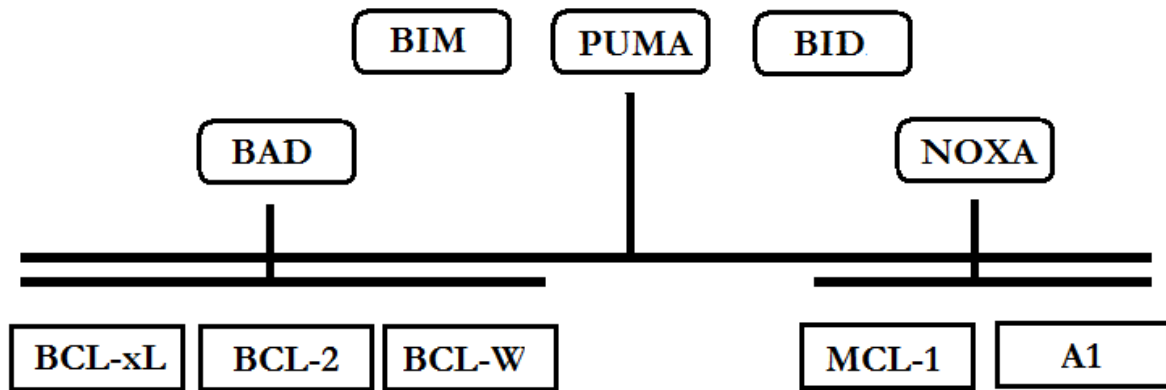 BIM PUMA BID
BAD NOXA
BCL-xL BCL-2 BCL-W MCL-1 A1